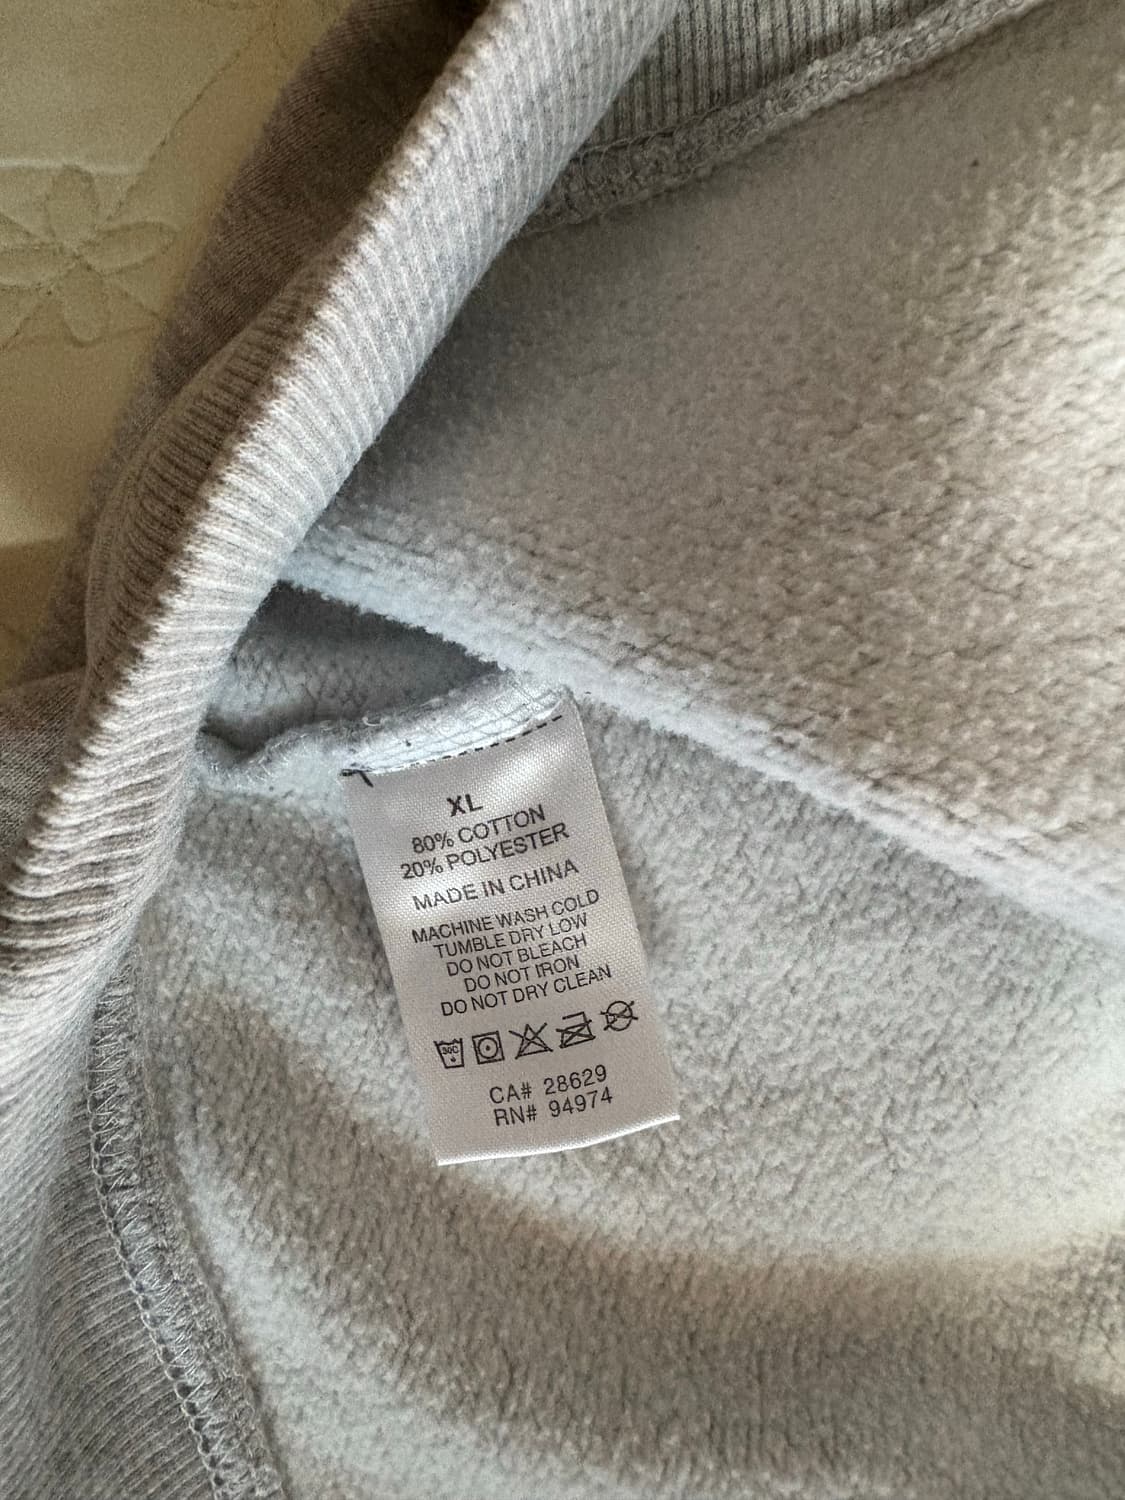 XL
80% COTTON
20% POLYESTER
MADE IN CHINA
MACHINE WASH COLD
TUMBLE DRY LOW
DO NOT BLEACH
DO NOT IRON
DO NOT DRY CLEAN
30C
CA# 28629
RN# 94974